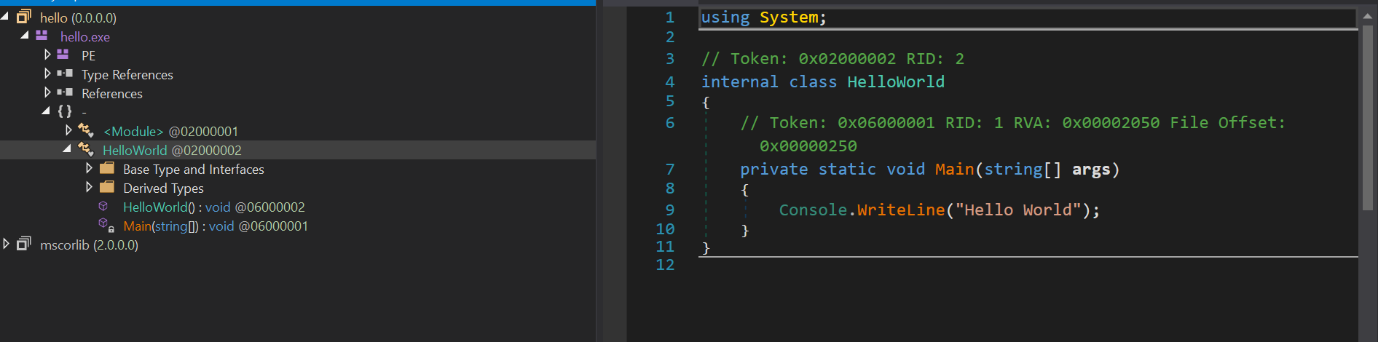 hello (0.0.0.0)
hello.exe
PE
Type References
References
{ } -
<Module> @02000001
HelloWorld @02000002
Base Type and Interfaces
Derived Types
HelloWorld() : void @06000002
Main(string[]) : void @06000001
mscorlib (2.0.0.0)
1 using System;
2
3 // Token: 0x02000002 RID: 2
4 internal class HelloWorld
5 {
6 // Token: 0x06000001 RID: 1 RVA: 0x00002050 File Offset:
0x00000250
7 private static void Main(string[] args)
8 {
9 Console.WriteLine("Hello World");
10 }
11 }
12